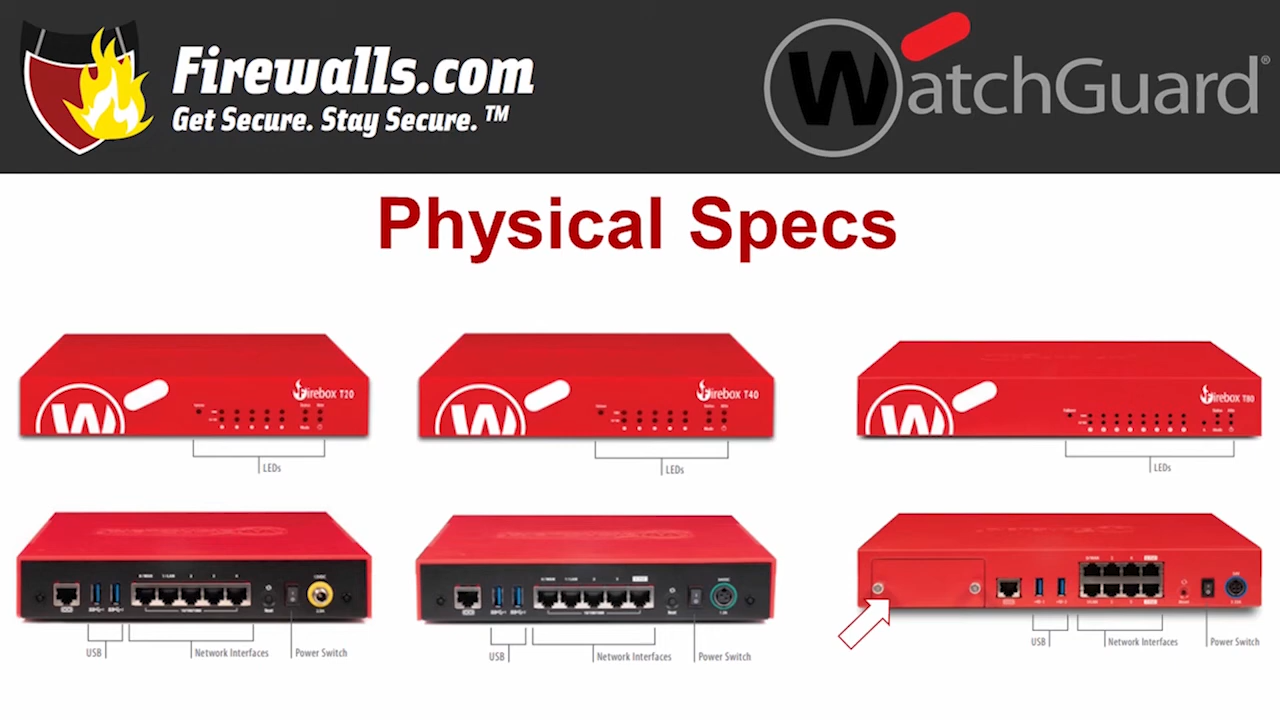 Firewalls.com
Get Secure. Stay Secure.™
WatchGuard®
Physical Specs
Firebox T20
Firebox T40
Firebox T80
LEDs
LEDs
LEDs
USB
Network Interfaces
Power Switch
USB
Network Interfaces
Power Switch
USB
Network Interfaces
Power Switch